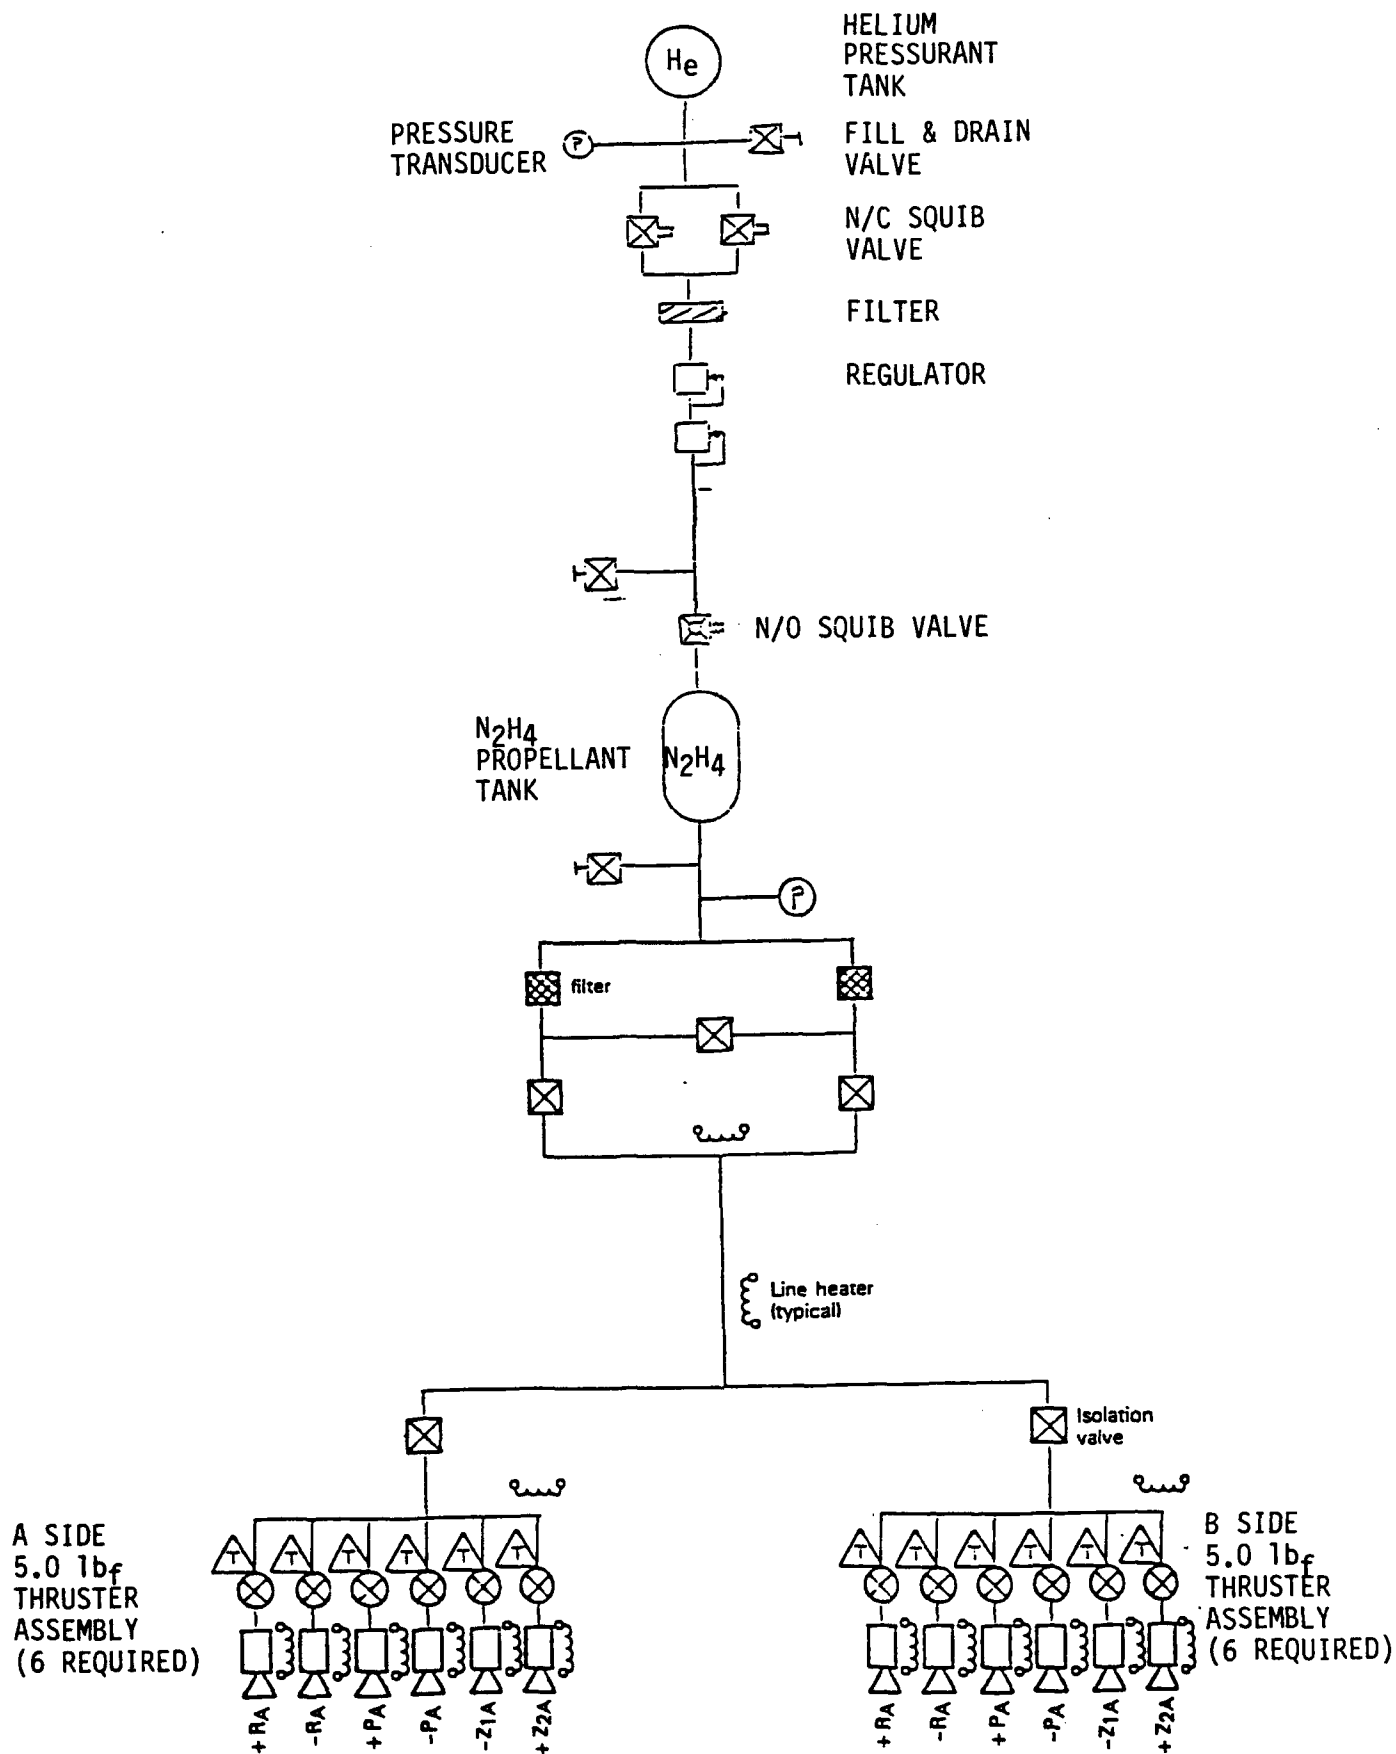 He
HELIUM
PRESSURANT
TANK
PRESSURE
TRANSDUCER
P
FILL & DRAIN
VALVE
N/C SQUIB
VALVE
FILTER
REGULATOR
N/O SQUIB VALVE
N2H4
PROPELLANT
TANK
N2H4
P
filter
Line heater
(typical)
Isolation
valve
A SIDE
5.0 lbf
THRUSTER
ASSEMBLY
(6 REQUIRED)
T T T T T T
+RA -RA +PA -PA -Z1A +Z2A
B SIDE
5.0 lbf
THRUSTER
ASSEMBLY
(6 REQUIRED)
T T T T T T
+RA -RA +PA -PA -Z1A +Z2A